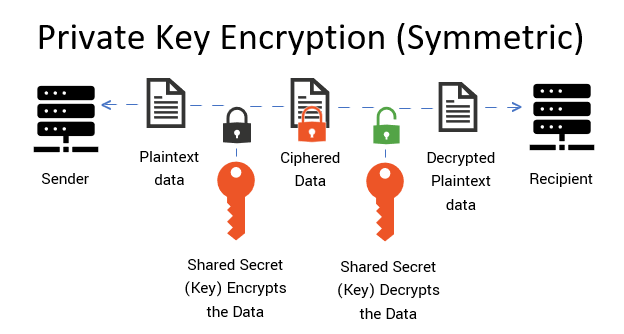 Private Key Encryption (Symmetric)
Sender
Plaintext
data
Ciphered
Data
Decrypted
Plaintext
data
Recipient
Shared Secret
(Key) Encrypts
the Data
Shared Secret
(Key) Decrypts
the Data